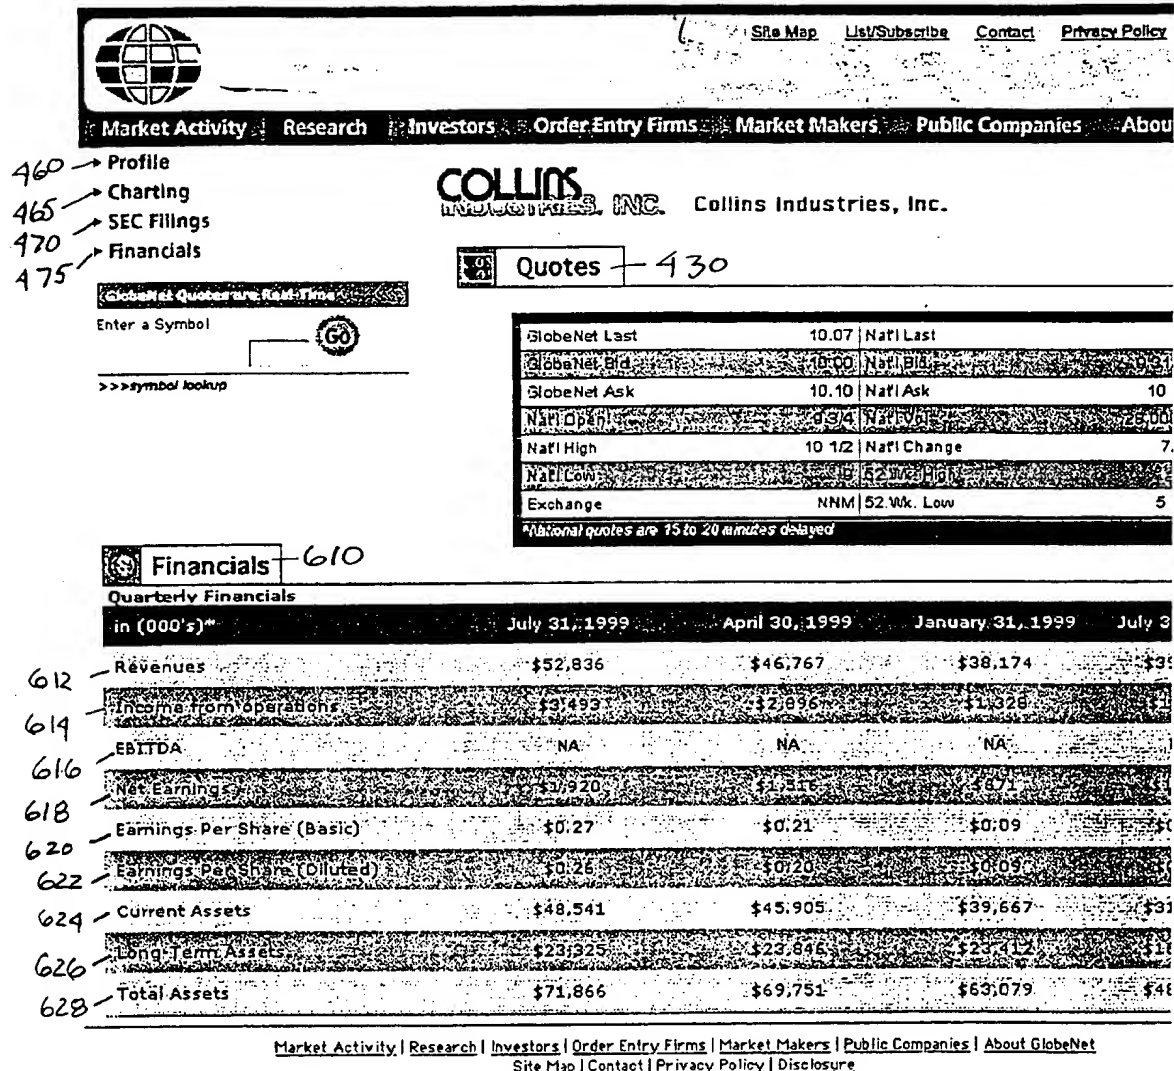 Site Map List/Subscribe Contact Privacy Policy
Market Activity Research Investors Order Entry Firms Market Makers Public Companies Abou
460 Profile
465 Charting
470 SEC Filings
475 Financials
COLLINS INDUSTRIES, INC. Collins Industries, Inc.
Quotes 430
GlobeNet Quotes are Real-Time
Enter a Symbol Go
>>>symbol lookup
GlobeNet Last 10.07 Nat'l Last
GlobeNet Bid 10.00 Nat'l Bid
GlobeNet Ask 10.10 Nat'l Ask 10
Nat'l Open 9 3/4 Nat'l Vol
Nat'l High 10 1/2 Nat'l Change 7.
Nat'l Low 9 52 Wk. High
Exchange NNM 52 Wk. Low 5
*National quotes are 15 to 20 minutes delayed
Financials 610
Quarterly Financials
in (000's)* July 31, 1999 April 30, 1999 January 31, 1999 July 3
612 Revenues $52,836 $46,767 $38,174
614 Income from operations $3,493 $2,896 $1,328
616 EBITDA NA NA NA
618 Net Earnings $1,920 $1,516 $671
620 Earnings Per Share (Basic) $0.27 $0.21 $0.09
622 Earnings Per Share (Diluted) $0.26 $0.20 $0.09
624 Current Assets $48,541 $45,905 $39,667
626 Long-Term Assets $23,325 $23,846 $23,412
628 Total Assets $71,866 $69,751 $63,079
Market Activity | Research | Investors | Order Entry Firms | Market Makers | Public Companies | About GlobeNet
Site Map | Contact | Privacy Policy | Disclosure